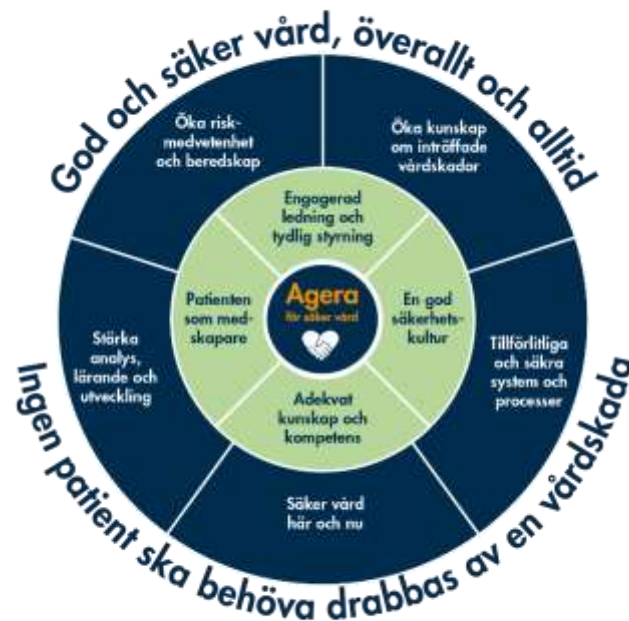 God och säker vård, överallt och alltid
Öka risk-
medvetenhet
och beredskap
Öka kunskap
om inträffade
vårdskador
Engagerad
ledning och
tydlig styrning
Patienten
som med-
skapare
Agera
för säker vård
En god
säkerhets-
kultur
Stärka
analys,
lärande och
utveckling
Tillförlitliga
och säkra
system och
processer
Adekvat
kunskap och
kompetens
Säker vård
här och nu
Ingen patient ska behöva drabbas av en vårdskada